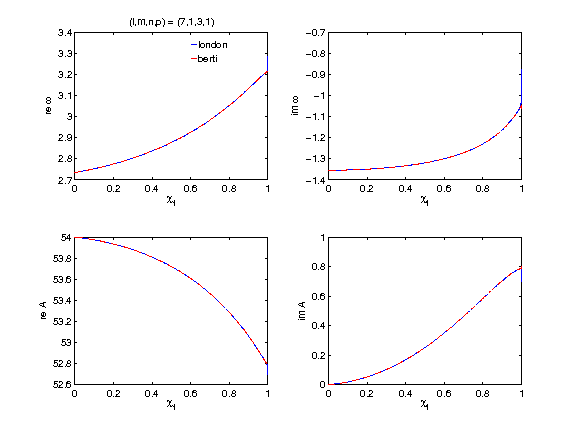 (l,m,n,p) = (7,1,3,1)
london
berti
re ω
3.4
3.3
3.2
3.1
3
2.9
2.8
2.7
0 0.2 0.4 0.6 0.8 1
χf
im ω
−0.7
−0.8
−0.9
−1
−1.1
−1.2
−1.3
−1.4
0 0.2 0.4 0.6 0.8 1
χf
re A
54
53.8
53.6
53.4
53.2
53
52.8
52.6
0 0.2 0.4 0.6 0.8 1
χf
im A
1
0.8
0.6
0.4
0.2
0
0 0.2 0.4 0.6 0.8 1
χf